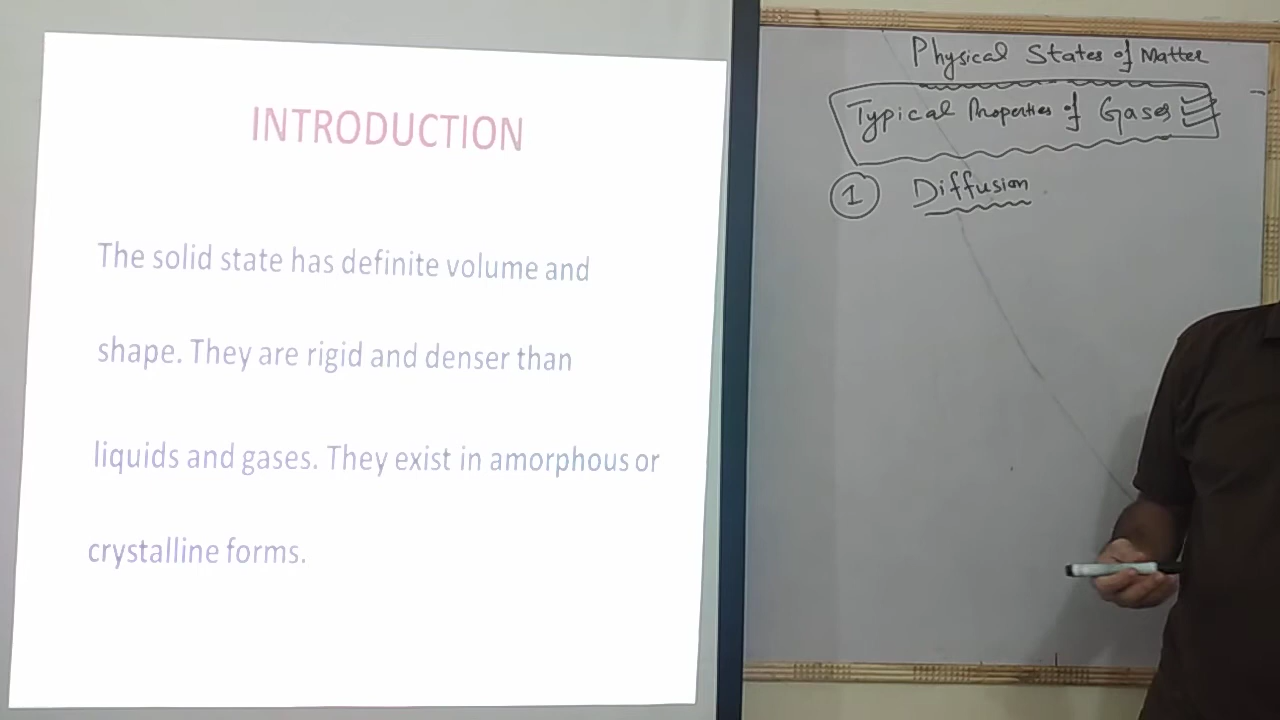 INTRODUCTION
The solid state has definite volume and
shape. They are rigid and denser than
liquids and gases. They exist in amorphous or
crystalline forms.
Physical States of Matter
Typical Properties of Gases
1 Diffusion